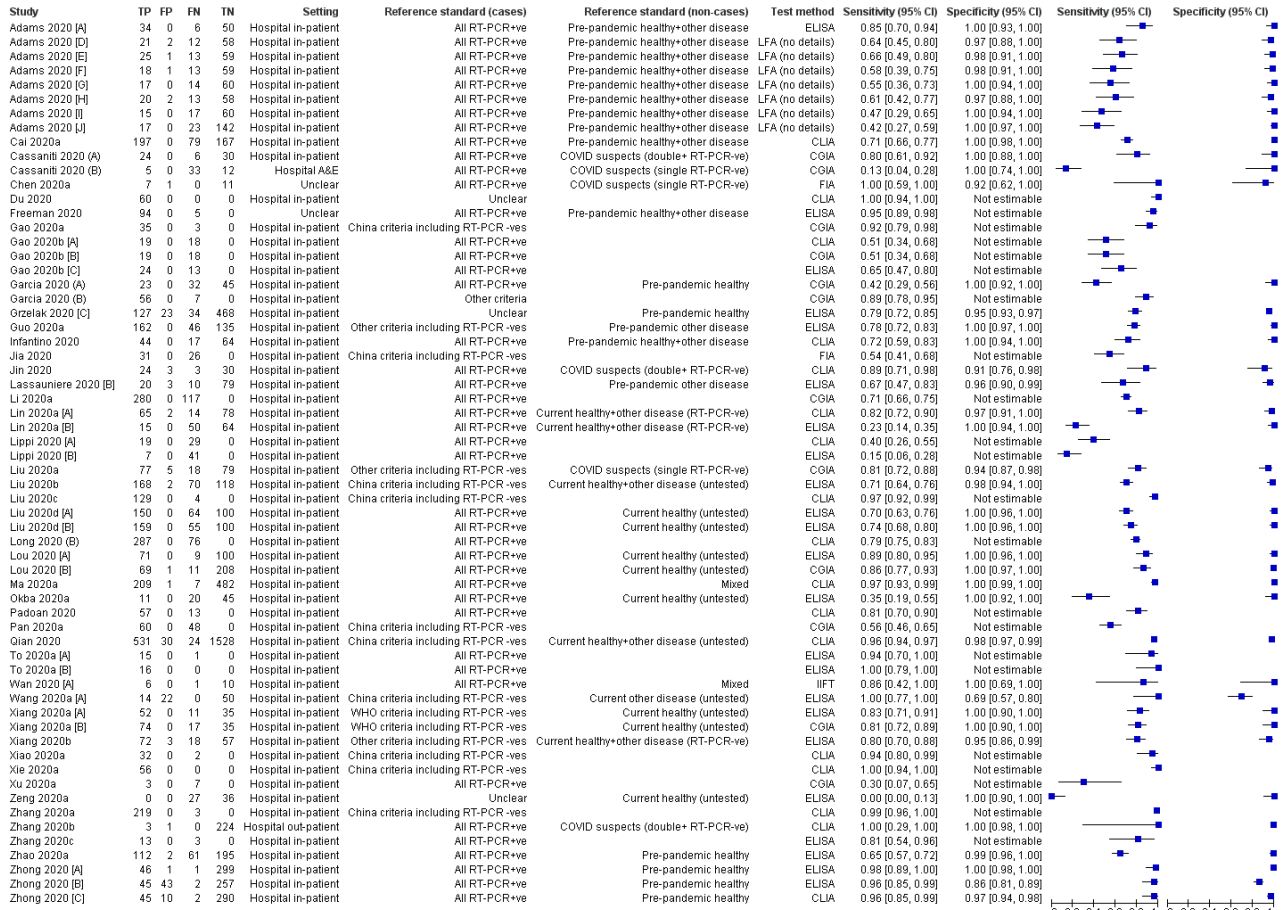 Study TP FP FN TN Setting Reference standard (cases) Reference standard (non-cases) Test method Sensitivity (95% CI) Specificity (95% CI) Sensitivity (95% CI) Specificity (95% CI)
Adams 2020 [A] 34 0 6 50 Hospital in-patient All RT-PCR+ve Pre-pandemic healthy+other disease ELISA 0.85 [0.70, 0.94] 1.00 [0.93, 1.00]
Adams 2020 [D] 21 2 12 58 Hospital in-patient All RT-PCR+ve Pre-pandemic healthy+other disease LFA (no details) 0.64 [0.45, 0.80] 0.97 [0.88, 1.00]
Adams 2020 [E] 25 1 13 59 Hospital in-patient All RT-PCR+ve Pre-pandemic healthy+other disease LFA (no details) 0.66 [0.49, 0.80] 0.98 [0.91, 1.00]
Adams 2020 [F] 18 1 13 59 Hospital in-patient All RT-PCR+ve Pre-pandemic healthy+other disease LFA (no details) 0.58 [0.39, 0.75] 0.98 [0.91, 1.00]
Adams 2020 [G] 17 0 14 60 Hospital in-patient All RT-PCR+ve Pre-pandemic healthy+other disease LFA (no details) 0.55 [0.36, 0.73] 1.00 [0.94, 1.00]
Adams 2020 [H] 20 2 13 58 Hospital in-patient All RT-PCR+ve Pre-pandemic healthy+other disease LFA (no details) 0.61 [0.42, 0.77] 0.97 [0.88, 1.00]
Adams 2020 [I] 15 0 17 60 Hospital in-patient All RT-PCR+ve Pre-pandemic healthy+other disease LFA (no details) 0.47 [0.29, 0.65] 1.00 [0.94, 1.00]
Adams 2020 [J] 17 0 23 142 Hospital in-patient All RT-PCR+ve Pre-pandemic healthy+other disease LFA (no details) 0.42 [0.27, 0.59] 1.00 [0.97, 1.00]
Cai 2020a 197 0 79 167 Hospital in-patient All RT-PCR+ve Pre-pandemic healthy+other disease CLIA 0.71 [0.66, 0.77] 1.00 [0.98, 1.00]
Cassaniti 2020 (A) 24 0 6 30 Hospital in-patient All RT-PCR+ve COVID suspects (double+ RT-PCR-ve) CGIA 0.80 [0.61, 0.92] 1.00 [0.88, 1.00]
Cassaniti 2020 (B) 5 0 33 12 Hospital A&E All RT-PCR+ve COVID suspects (single RT-PCR-ve) CGIA 0.13 [0.04, 0.28] 1.00 [0.74, 1.00]
Chen 2020a 7 1 0 11 Unclear All RT-PCR+ve COVID suspects (single RT-PCR-ve) FIA 1.00 [0.59, 1.00] 0.92 [0.62, 1.00]
Du 2020 60 0 0 0 Hospital in-patient Unclear CLIA 1.00 [0.94, 1.00] Not estimable
Freeman 2020 94 0 5 0 Unclear All RT-PCR+ve Pre-pandemic healthy+other disease ELISA 0.95 [0.89, 0.98] Not estimable
Gao 2020a 35 0 3 0 Hospital in-patient China criteria including RT-PCR -ves CGIA 0.92 [0.79, 0.98] Not estimable
Gao 2020b [A] 19 0 18 0 Hospital in-patient All RT-PCR+ve CLIA 0.51 [0.34, 0.68] Not estimable
Gao 2020b [B] 19 0 18 0 Hospital in-patient All RT-PCR+ve CGIA 0.51 [0.34, 0.68] Not estimable
Gao 2020b [C] 24 0 13 0 Hospital in-patient All RT-PCR+ve ELISA 0.65 [0.47, 0.80] Not estimable
Garcia 2020 (A) 23 0 32 45 Hospital in-patient All RT-PCR+ve Pre-pandemic healthy CGIA 0.42 [0.29, 0.56] 1.00 [0.92, 1.00]
Garcia 2020 (B) 56 0 7 0 Hospital in-patient Other criteria CGIA 0.89 [0.78, 0.95] Not estimable
Grzelak 2020 [C] 127 23 34 468 Hospital in-patient Unclear Pre-pandemic healthy ELISA 0.79 [0.72, 0.85] 0.95 [0.93, 0.97]
Guo 2020a 162 0 46 135 Hospital in-patient Other criteria including RT-PCR -ves Pre-pandemic other disease ELISA 0.78 [0.72, 0.83] 1.00 [0.97, 1.00]
Infantino 2020 44 0 17 64 Hospital in-patient All RT-PCR+ve Pre-pandemic healthy+other disease CLIA 0.72 [0.59, 0.83] 1.00 [0.94, 1.00]
Jia 2020 31 0 26 0 Hospital in-patient China criteria including RT-PCR -ves FIA 0.54 [0.41, 0.68] Not estimable
Jin 2020 24 3 3 30 Hospital in-patient All RT-PCR+ve COVID suspects (double+ RT-PCR-ve) CLIA 0.89 [0.71, 0.98] 0.91 [0.76, 0.98]
Lassauniere 2020 [B] 20 3 10 79 Hospital in-patient All RT-PCR+ve Pre-pandemic other disease ELISA 0.67 [0.47, 0.83] 0.96 [0.90, 0.99]
Li 2020a 280 0 117 0 Hospital in-patient All RT-PCR+ve CGIA 0.71 [0.66, 0.75] Not estimable
Lin 2020a [A] 65 2 14 78 Hospital in-patient All RT-PCR+ve Current healthy+other disease (RT-PCR-ve) CLIA 0.82 [0.72, 0.90] 0.97 [0.91, 1.00]
Lin 2020a [B] 15 0 50 64 Hospital in-patient All RT-PCR+ve Current healthy+other disease (RT-PCR-ve) ELISA 0.23 [0.14, 0.35] 1.00 [0.94, 1.00]
Lippi 2020 [A] 19 0 29 0 Hospital in-patient All RT-PCR+ve CLIA 0.40 [0.26, 0.55] Not estimable
Lippi 2020 [B] 7 0 41 0 Hospital in-patient All RT-PCR+ve ELISA 0.15 [0.06, 0.28] Not estimable
Liu 2020a 77 5 18 79 Hospital in-patient Other criteria including RT-PCR -ves COVID suspects (single RT-PCR-ve) CGIA 0.81 [0.72, 0.88] 0.94 [0.87, 0.98]
Liu 2020b 168 2 70 118 Hospital in-patient China criteria including RT-PCR -ves Current healthy+other disease (untested) ELISA 0.71 [0.64, 0.76] 0.98 [0.94, 1.00]
Liu 2020c 129 0 4 0 Hospital in-patient China criteria including RT-PCR -ves CLIA 0.97 [0.92, 0.99] Not estimable
Liu 2020d [A] 150 0 64 100 Hospital in-patient All RT-PCR+ve Current healthy (untested) ELISA 0.70 [0.63, 0.76] 1.00 [0.96, 1.00]
Liu 2020d [B] 159 0 55 100 Hospital in-patient All RT-PCR+ve Current healthy (untested) ELISA 0.74 [0.68, 0.80] 1.00 [0.96, 1.00]
Long 2020 (B) 287 0 76 0 Hospital in-patient All RT-PCR+ve CLIA 0.79 [0.75, 0.83] Not estimable
Lou 2020 [A] 71 0 9 100 Hospital in-patient All RT-PCR+ve Current healthy (untested) ELISA 0.89 [0.80, 0.95] 1.00 [0.96, 1.00]
Lou 2020 [B] 69 1 11 208 Hospital in-patient All RT-PCR+ve Current healthy (untested) CGIA 0.86 [0.77, 0.93] 1.00 [0.97, 1.00]
Ma 2020a 209 1 7 482 Hospital in-patient All RT-PCR+ve Mixed CLIA 0.97 [0.93, 0.99] 1.00 [0.99, 1.00]
Okba 2020a 11 0 20 45 Hospital in-patient All RT-PCR+ve Current healthy (untested) ELISA 0.35 [0.19, 0.55] 1.00 [0.92, 1.00]
Padoan 2020 57 0 13 0 Hospital in-patient All RT-PCR+ve CLIA 0.81 [0.70, 0.90] Not estimable
Pan 2020a 60 0 48 0 Hospital in-patient China criteria including RT-PCR -ves CGIA 0.56 [0.46, 0.65] Not estimable
Qian 2020 531 30 24 1528 Hospital in-patient China criteria including RT-PCR -ves Current healthy+other disease (untested) CLIA 0.96 [0.94, 0.97] 0.98 [0.97, 0.99]
To 2020a [A] 15 0 1 0 Hospital in-patient All RT-PCR+ve ELISA 0.94 [0.70, 1.00] Not estimable
To 2020a [B] 16 0 0 0 Hospital in-patient All RT-PCR+ve ELISA 1.00 [0.79, 1.00] Not estimable
Wan 2020 [A] 6 0 1 10 Hospital in-patient All RT-PCR+ve Mixed IIFT 0.86 [0.42, 1.00] 1.00 [0.69, 1.00]
Wang 2020a [A] 14 22 0 50 Hospital in-patient China criteria including RT-PCR -ves Current other disease (untested) ELISA 1.00 [0.77, 1.00] 0.69 [0.57, 0.80]
Xiang 2020a [A] 52 0 11 35 Hospital in-patient WHO criteria including RT-PCR -ves Current healthy (untested) ELISA 0.83 [0.71, 0.91] 1.00 [0.90, 1.00]
Xiang 2020a [B] 74 0 17 35 Hospital in-patient WHO criteria including RT-PCR -ves Current healthy (untested) CGIA 0.81 [0.72, 0.89] 1.00 [0.90, 1.00]
Xiang 2020b 72 3 18 57 Hospital in-patient Other criteria including RT-PCR -ves Current healthy+other disease (RT-PCR-ve) ELISA 0.80 [0.70, 0.88] 0.95 [0.86, 0.99]
Xiao 2020a 32 0 2 0 Hospital in-patient China criteria including RT-PCR -ves CLIA 0.94 [0.80, 0.99] Not estimable
Xie 2020a 56 0 0 0 Hospital in-patient China criteria including RT-PCR -ves CLIA 1.00 [0.94, 1.00] Not estimable
Xu 2020a 3 0 7 0 Hospital in-patient All RT-PCR+ve CGIA 0.30 [0.07, 0.65] Not estimable
Zeng 2020a 0 0 27 36 Hospital in-patient Unclear Current healthy (untested) ELISA 0.00 [0.00, 0.13] 1.00 [0.90, 1.00]
Zhang 2020a 219 0 3 0 Hospital in-patient China criteria including RT-PCR -ves CLIA 0.99 [0.96, 1.00] Not estimable
Zhang 2020b 3 1 0 224 Hospital out-patient All RT-PCR+ve COVID suspects (double+ RT-PCR-ve) CLIA 1.00 [0.29, 1.00] 1.00 [0.98, 1.00]
Zhang 2020c 13 0 3 0 Hospital in-patient All RT-PCR+ve CLIA 0.81 [0.54, 0.96] Not estimable
Zhao 2020a 112 2 61 195 Hospital in-patient All RT-PCR+ve Pre-pandemic healthy ELISA 0.65 [0.57, 0.72] 0.99 [0.96, 1.00]
Zhong 2020 [A] 46 1 1 299 Hospital in-patient All RT-PCR+ve Pre-pandemic healthy ELISA 0.98 [0.89, 1.00] 1.00 [0.98, 1.00]
Zhong 2020 [B] 45 43 2 257 Hospital in-patient All RT-PCR+ve Pre-pandemic healthy ELISA 0.96 [0.85, 0.99] 0.86 [0.81, 0.89]
Zhong 2020 [C] 45 10 2 290 Hospital in-patient All RT-PCR+ve Pre-pandemic healthy CLIA 0.96 [0.85, 0.99] 0.97 [0.94, 0.98]